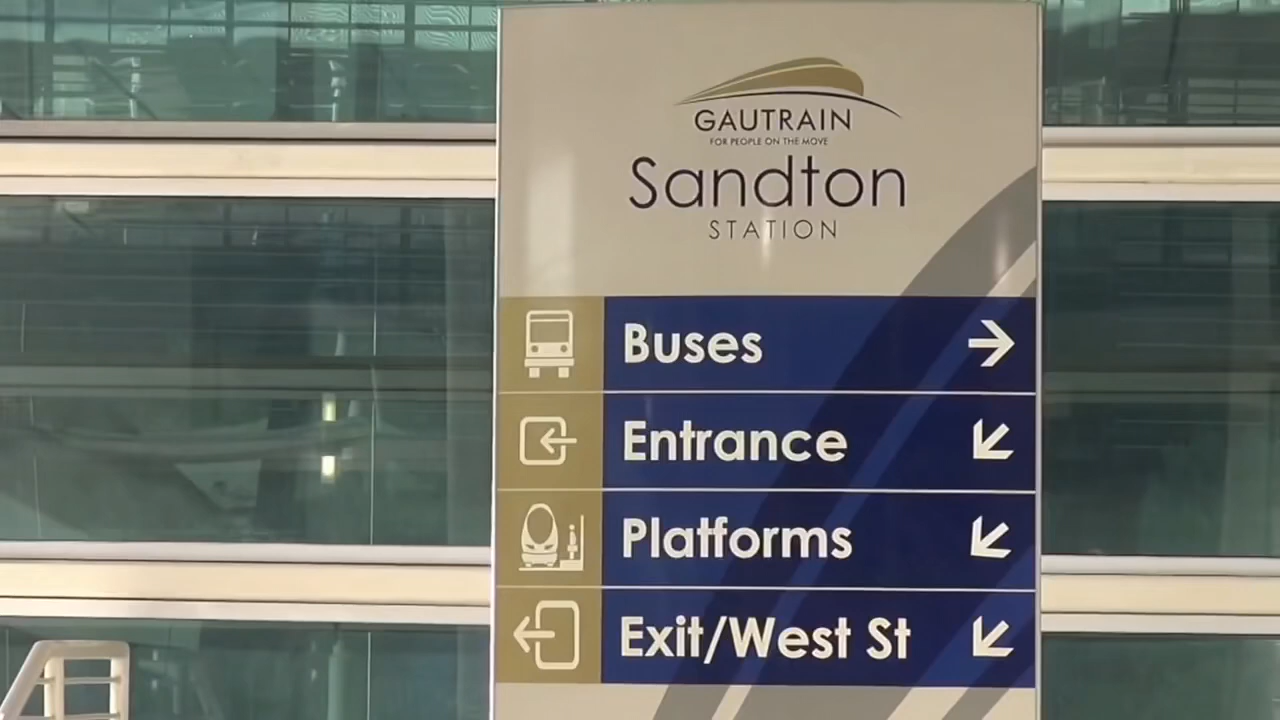 GAUTRAIN
FOR PEOPLE ON THE MOVE
Sandton
STATION
Buses
Entrance
Platforms
Exit/West St